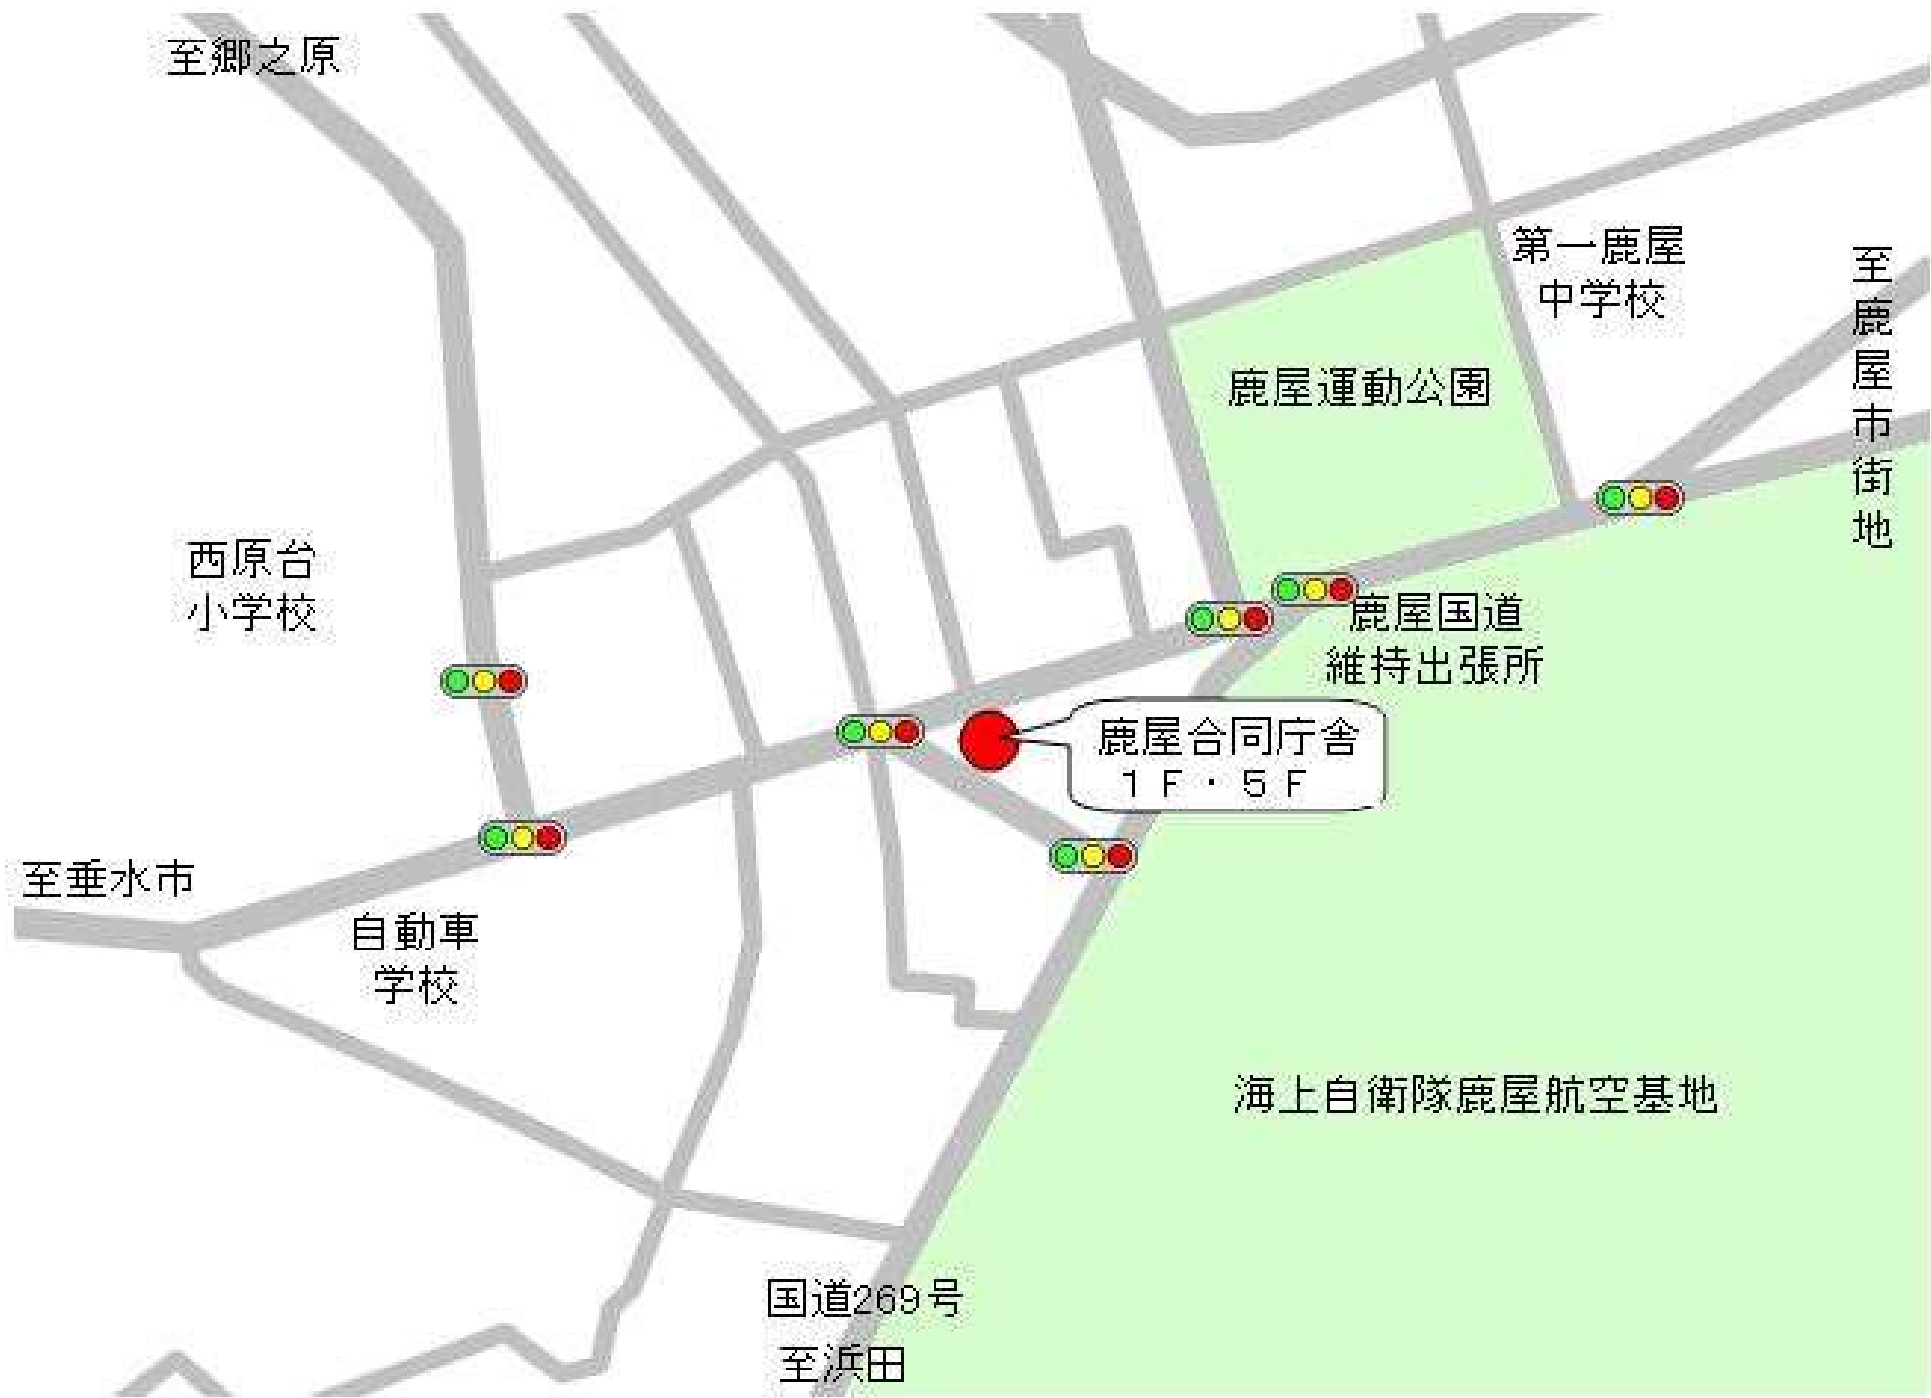 至郷之原
第一鹿屋
中学校
至鹿屋市街地
鹿屋運動公園
西原台
小学校
鹿屋国道
維持出張所
鹿屋合同庁舎
１Ｆ・５Ｆ
至垂水市
自動車
学校
海上自衛隊鹿屋航空基地
国道269号
至浜田